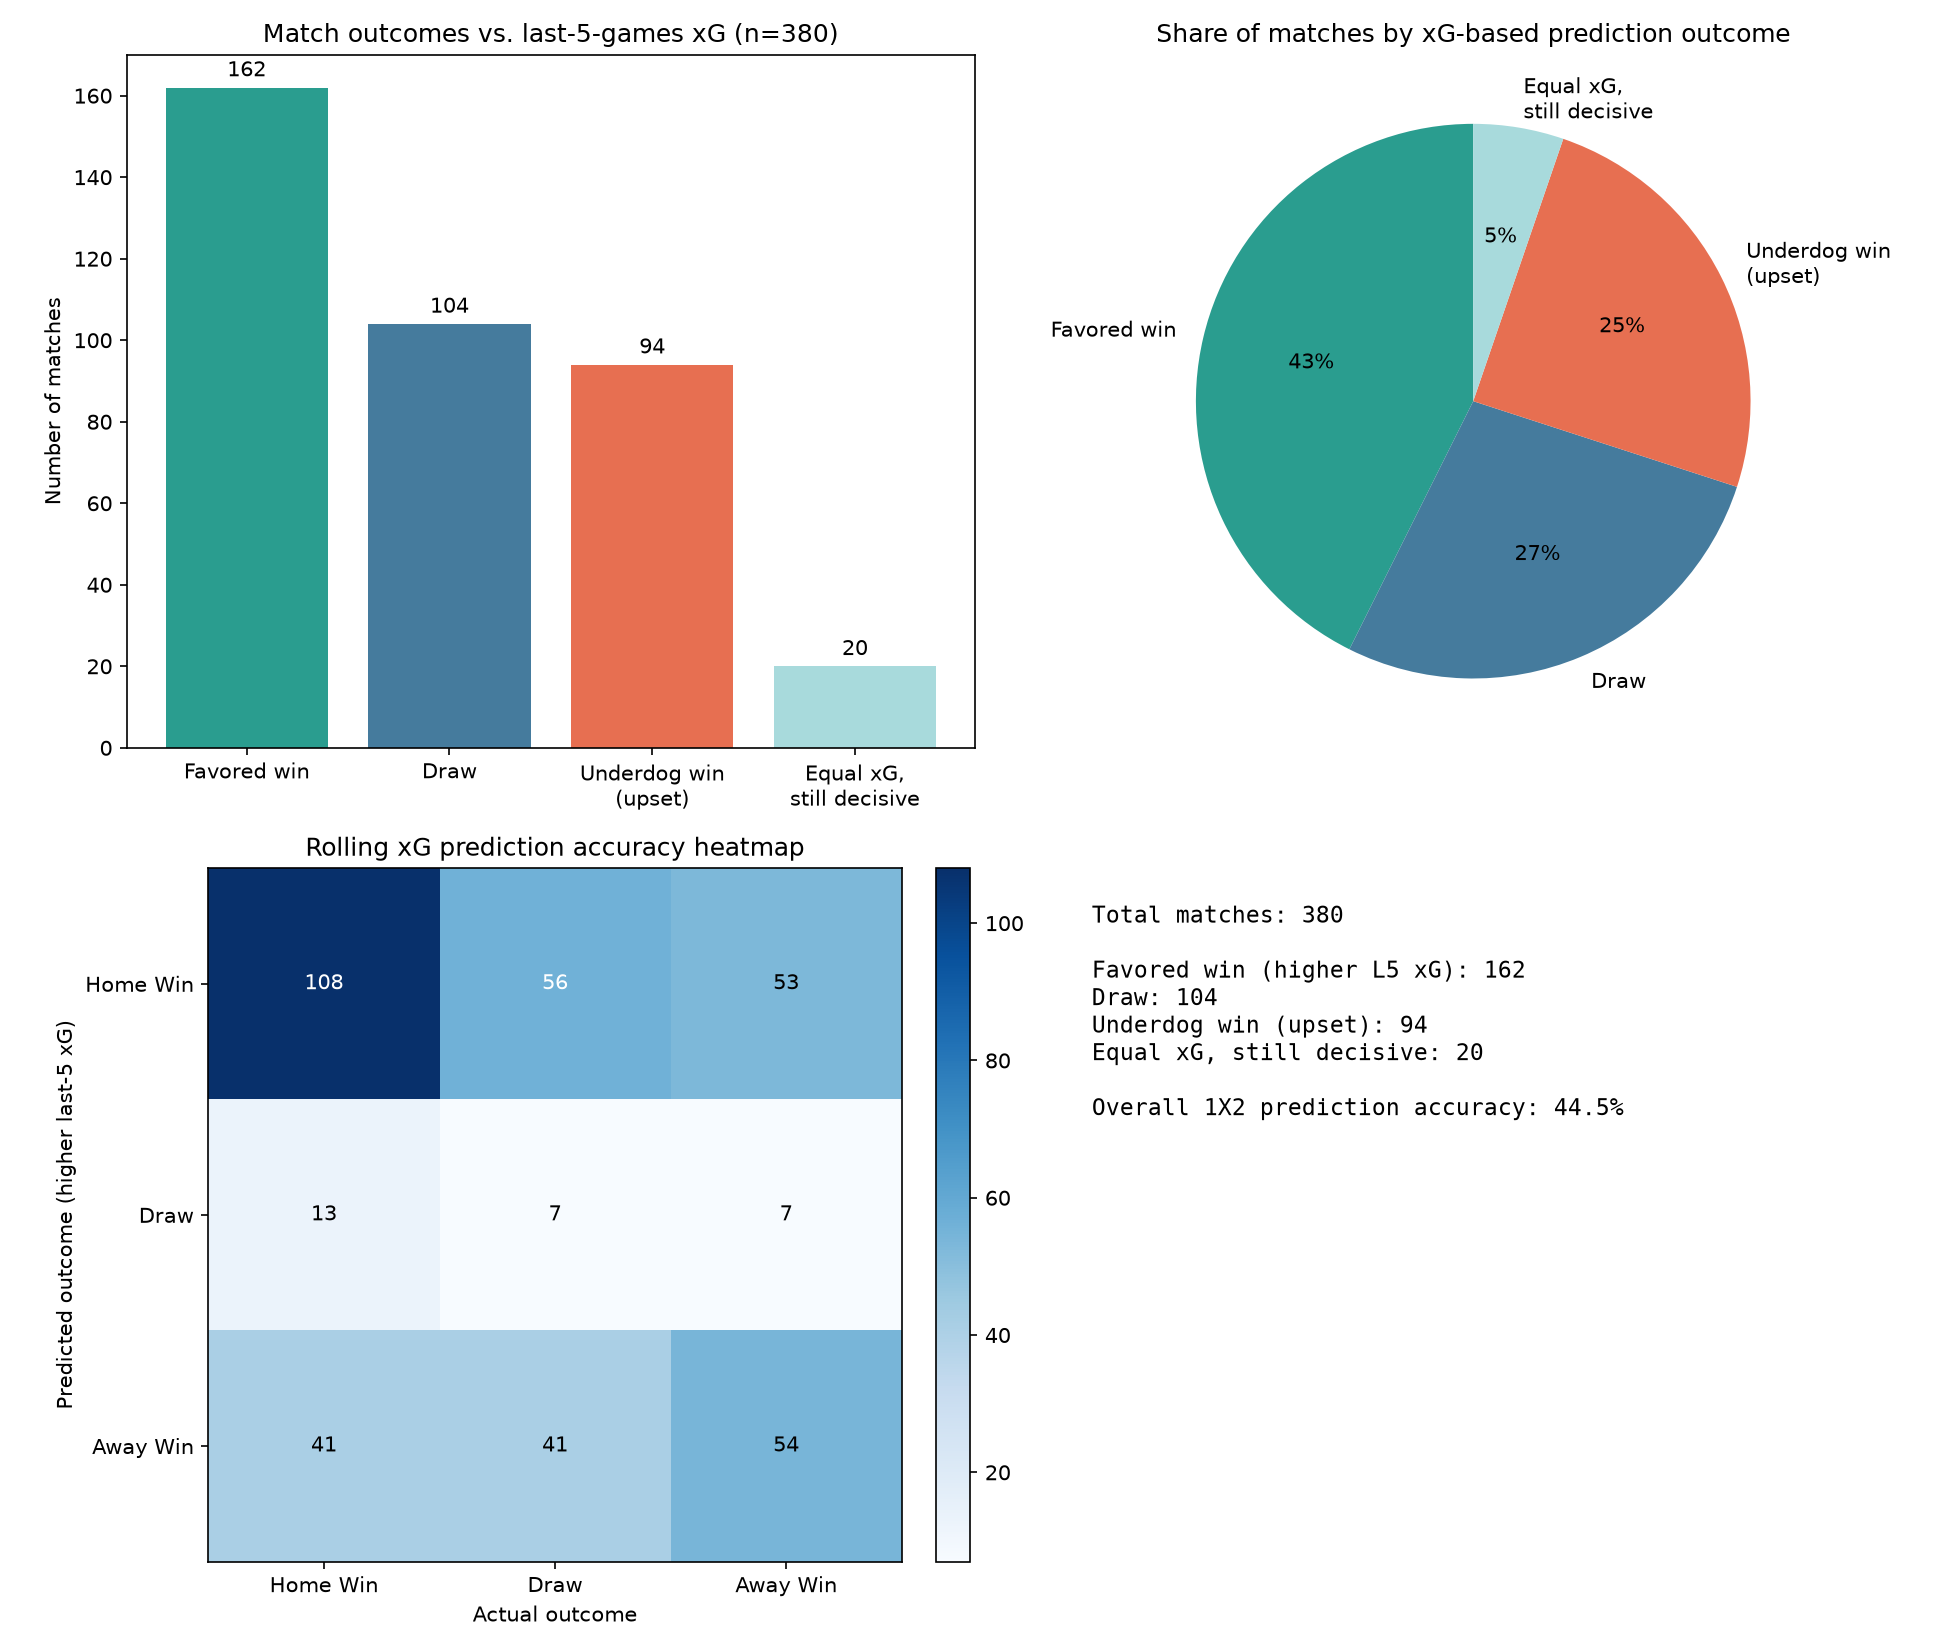 Match outcomes vs. last-5-games xG (n=380)
Number of matches
160
140
120
100
80
60
40
20
0
162
104
94
20
Favored win
Draw
Underdog win
(upset)
Equal xG,
still decisive
Share of matches by xG-based prediction outcome
Equal xG,
still decisive
Underdog win
(upset)
Favored win
Draw
5%
25%
43%
27%
Rolling xG prediction accuracy heatmap
Predicted outcome (higher last-5 xG)
Home Win
Draw
Away Win
108 56 53
13 7 7
41 41 54
Home Win
Draw
Away Win
Actual outcome
100
80
60
40
20
Total matches: 380
Favored win (higher L5 xG): 162
Draw: 104
Underdog win (upset): 94
Equal xG, still decisive: 20
Overall 1X2 prediction accuracy: 44.5%